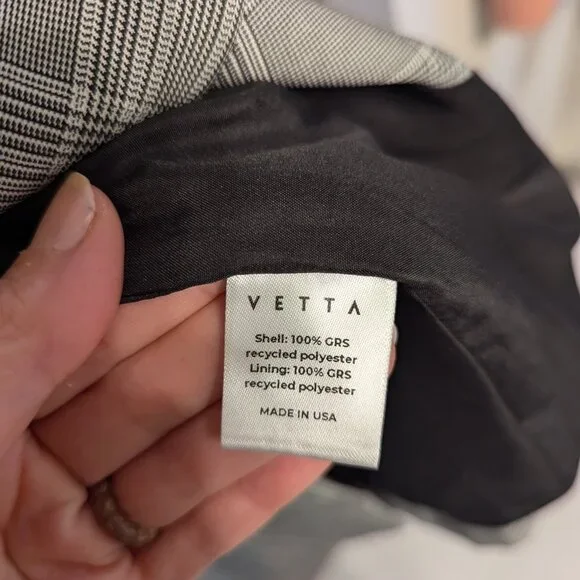 VETTA
Shell: 100% GRS
recycled polyester
Lining: 100% GRS
recycled polyester
MADE IN USA